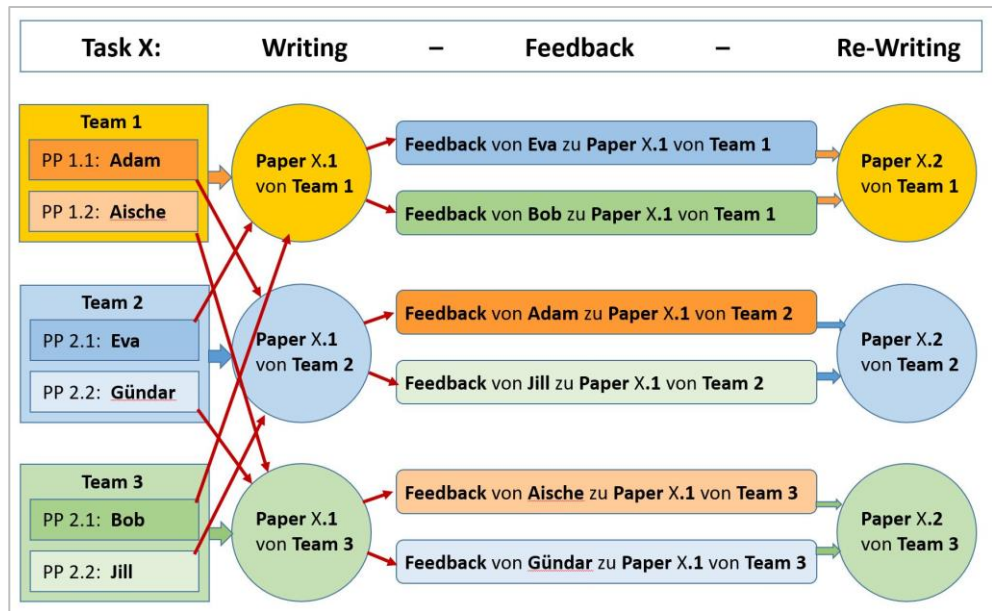 Task X: Writing – Feedback – Re-Writing
Team 1
PP 1.1: Adam
PP 1.2: Aische
Paper X.1
von Team 1
Feedback von Eva zu Paper X.1 von Team 1
Feedback von Bob zu Paper X.1 von Team 1
Paper X.2
von Team 1
Team 2
PP 2.1: Eva
PP 2.2: Gündar
Paper X.1
von Team 2
Feedback von Adam zu Paper X.1 von Team 2
Feedback von Jill zu Paper X.1 von Team 2
Paper X.2
von Team 2
Team 3
PP 2.1: Bob
PP 2.2: Jill
Paper X.1
von Team 3
Feedback von Aische zu Paper X.1 von Team 3
Feedback von Gündar zu Paper X.1 von Team 3
Paper X.2
von Team 3